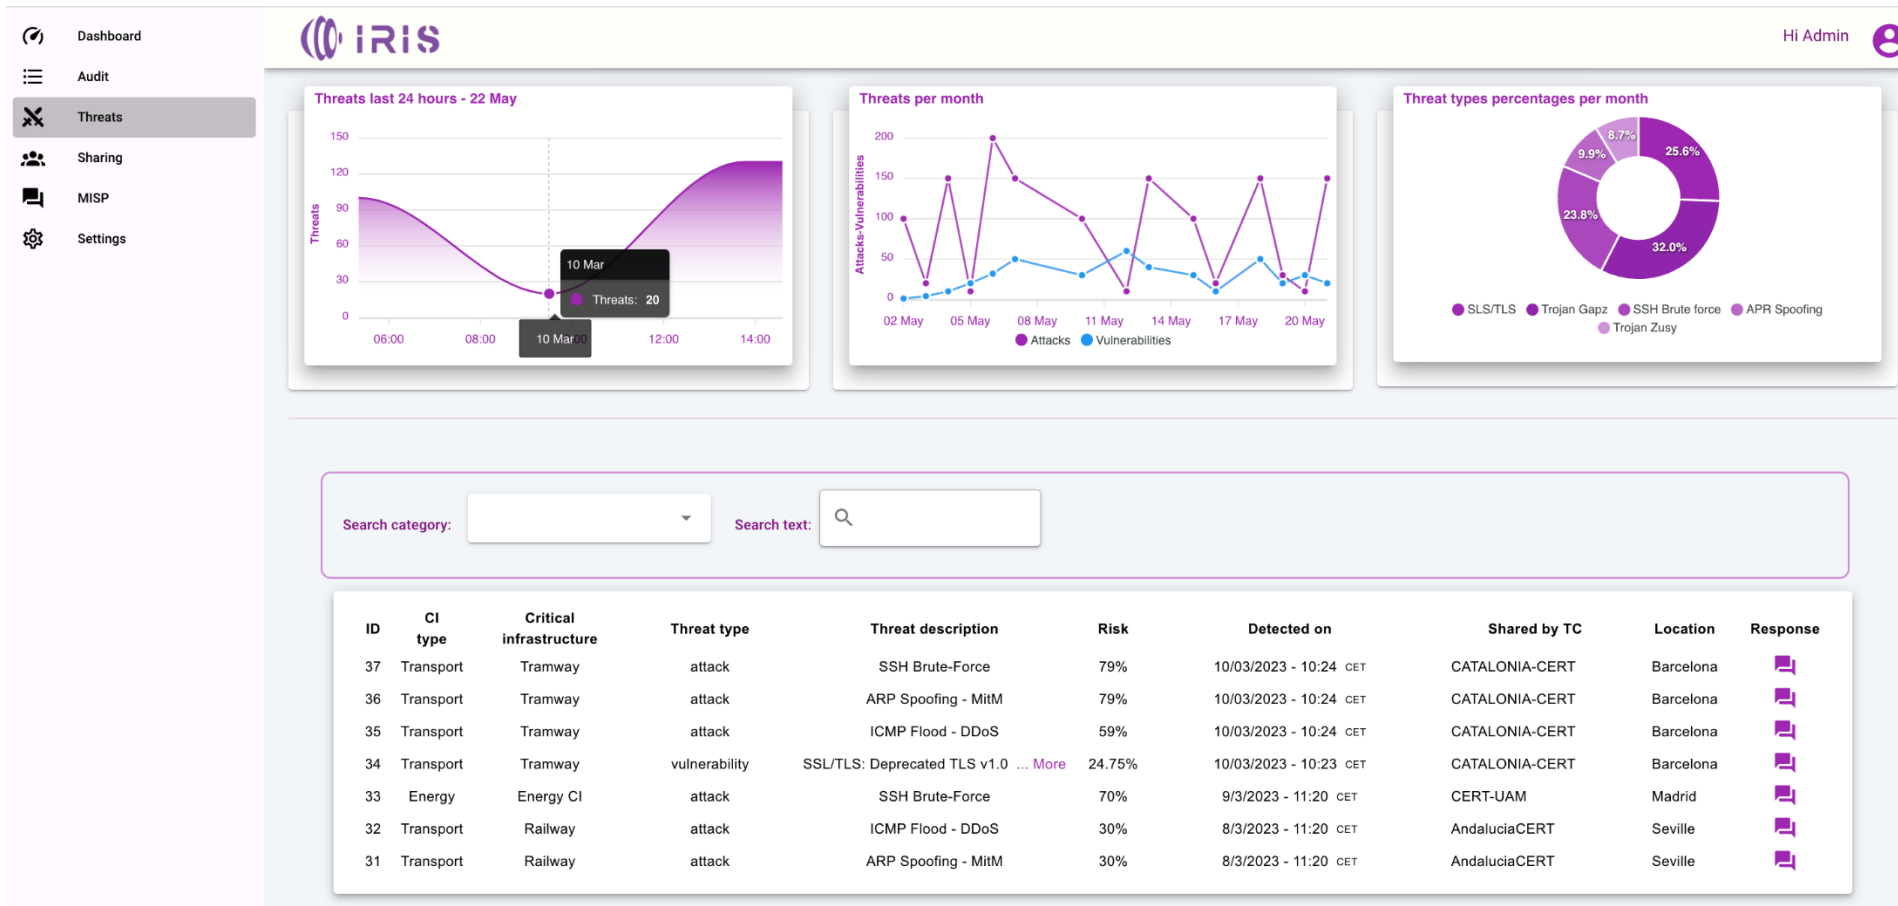 Dashboard
Audit
Threats
Sharing
MISP
Settings
IRIS
Hi Admin
Threats last 24 hours - 22 May
150
120
90
60
30
0
Threats
10 Mar
Threats: 20
06:00 08:00 10 Mar 12:00 14:00
Threats per month
200
150
100
50
0
Attacks-Vulnerabilities
02 May 05 May 08 May 11 May 14 May 17 May 20 May
Attacks Vulnerabilities
Threat types percentages per month
8.7%
25.6%
9.9%
23.8%
32.0%
SLS/TLS Trojan Gapz SSH Brute force APR Spoofing
Trojan Zusy
Search category:
Search text:
ID CI type Critical infrastructure Threat type Threat description Risk Detected on Shared by TC Location Response
37 Transport Tramway attack SSH Brute-Force 79% 10/03/2023 - 10:24 CET CATALONIA-CERT Barcelona
36 Transport Tramway attack ARP Spoofing - MitM 79% 10/03/2023 - 10:24 CET CATALONIA-CERT Barcelona
35 Transport Tramway attack ICMP Flood - DDoS 59% 10/03/2023 - 10:24 CET CATALONIA-CERT Barcelona
34 Transport Tramway vulnerability SSL/TLS: Deprecated TLS v1.0 ... More 24.75% 10/03/2023 - 10:23 CET CATALONIA-CERT Barcelona
33 Energy Energy CI attack SSH Brute-Force 70% 9/3/2023 - 11:20 CET CERT-UAM Madrid
32 Transport Railway attack ICMP Flood - DDoS 30% 8/3/2023 - 11:20 CET AndaluciaCERT Seville
31 Transport Railway attack ARP Spoofing - MitM 30% 8/3/2023 - 11:20 CET AndaluciaCERT Seville